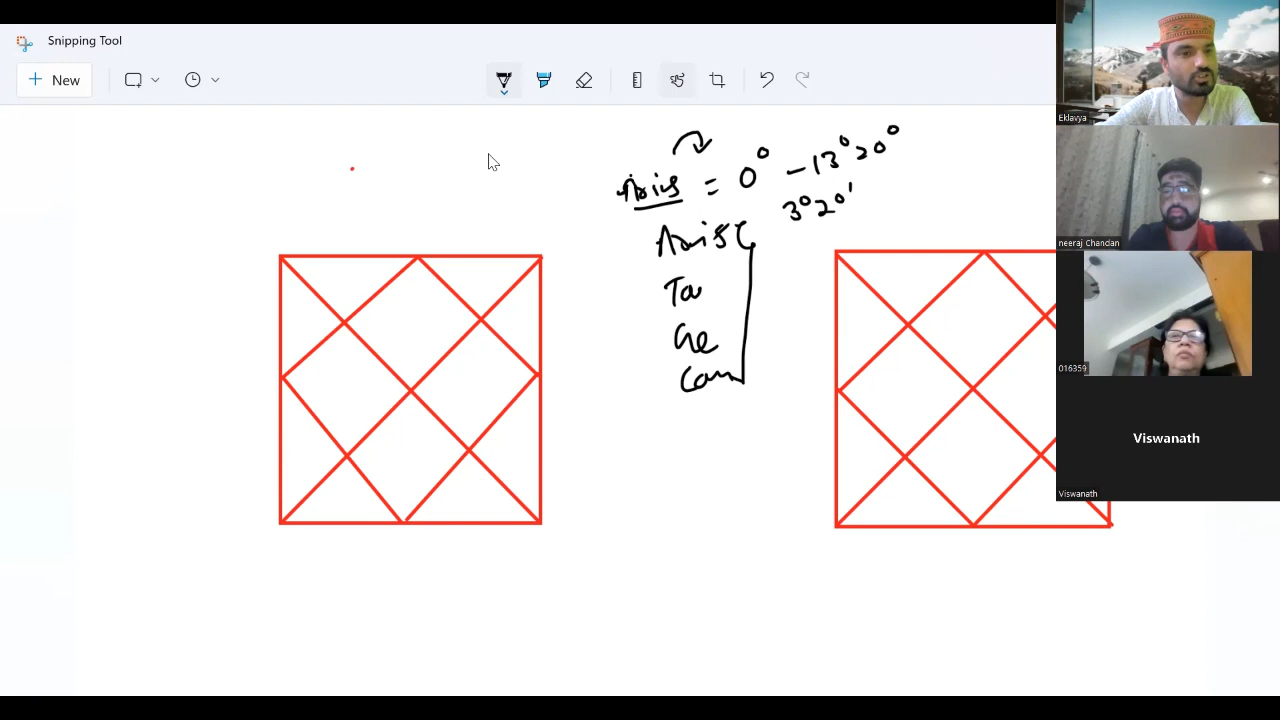 Snipping Tool
New
Aries = 0° – 13°20°
3°20'
Aries
Ta
Ge
Can
Eklavya
neeraj Chandan
016359
Viswanath
Viswanath